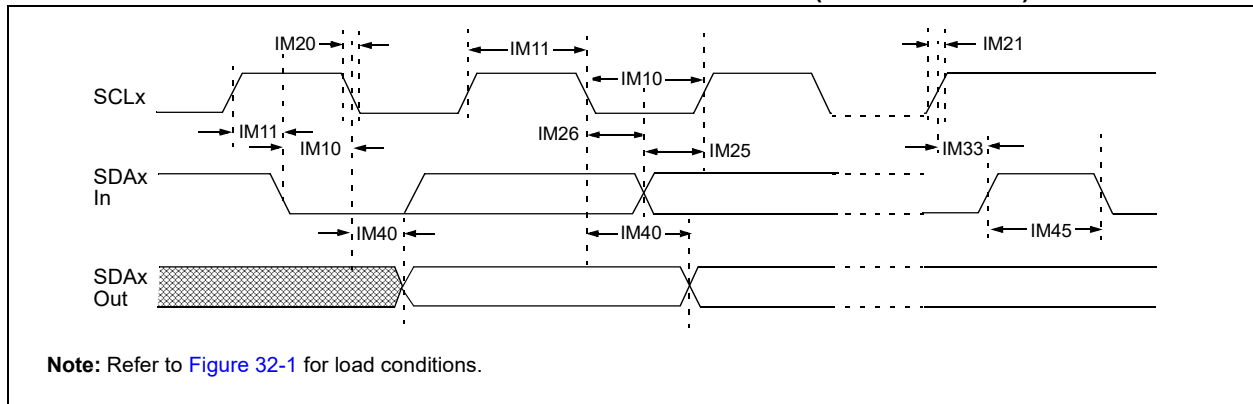 IM20
IM11
IM21
IM10
SCLx
IM11
IM26
IM10
IM25
IM33
SDAx
In
IM40
IM40
IM45
SDAx
Out
Note: Refer to Figure 32-1 for load conditions.